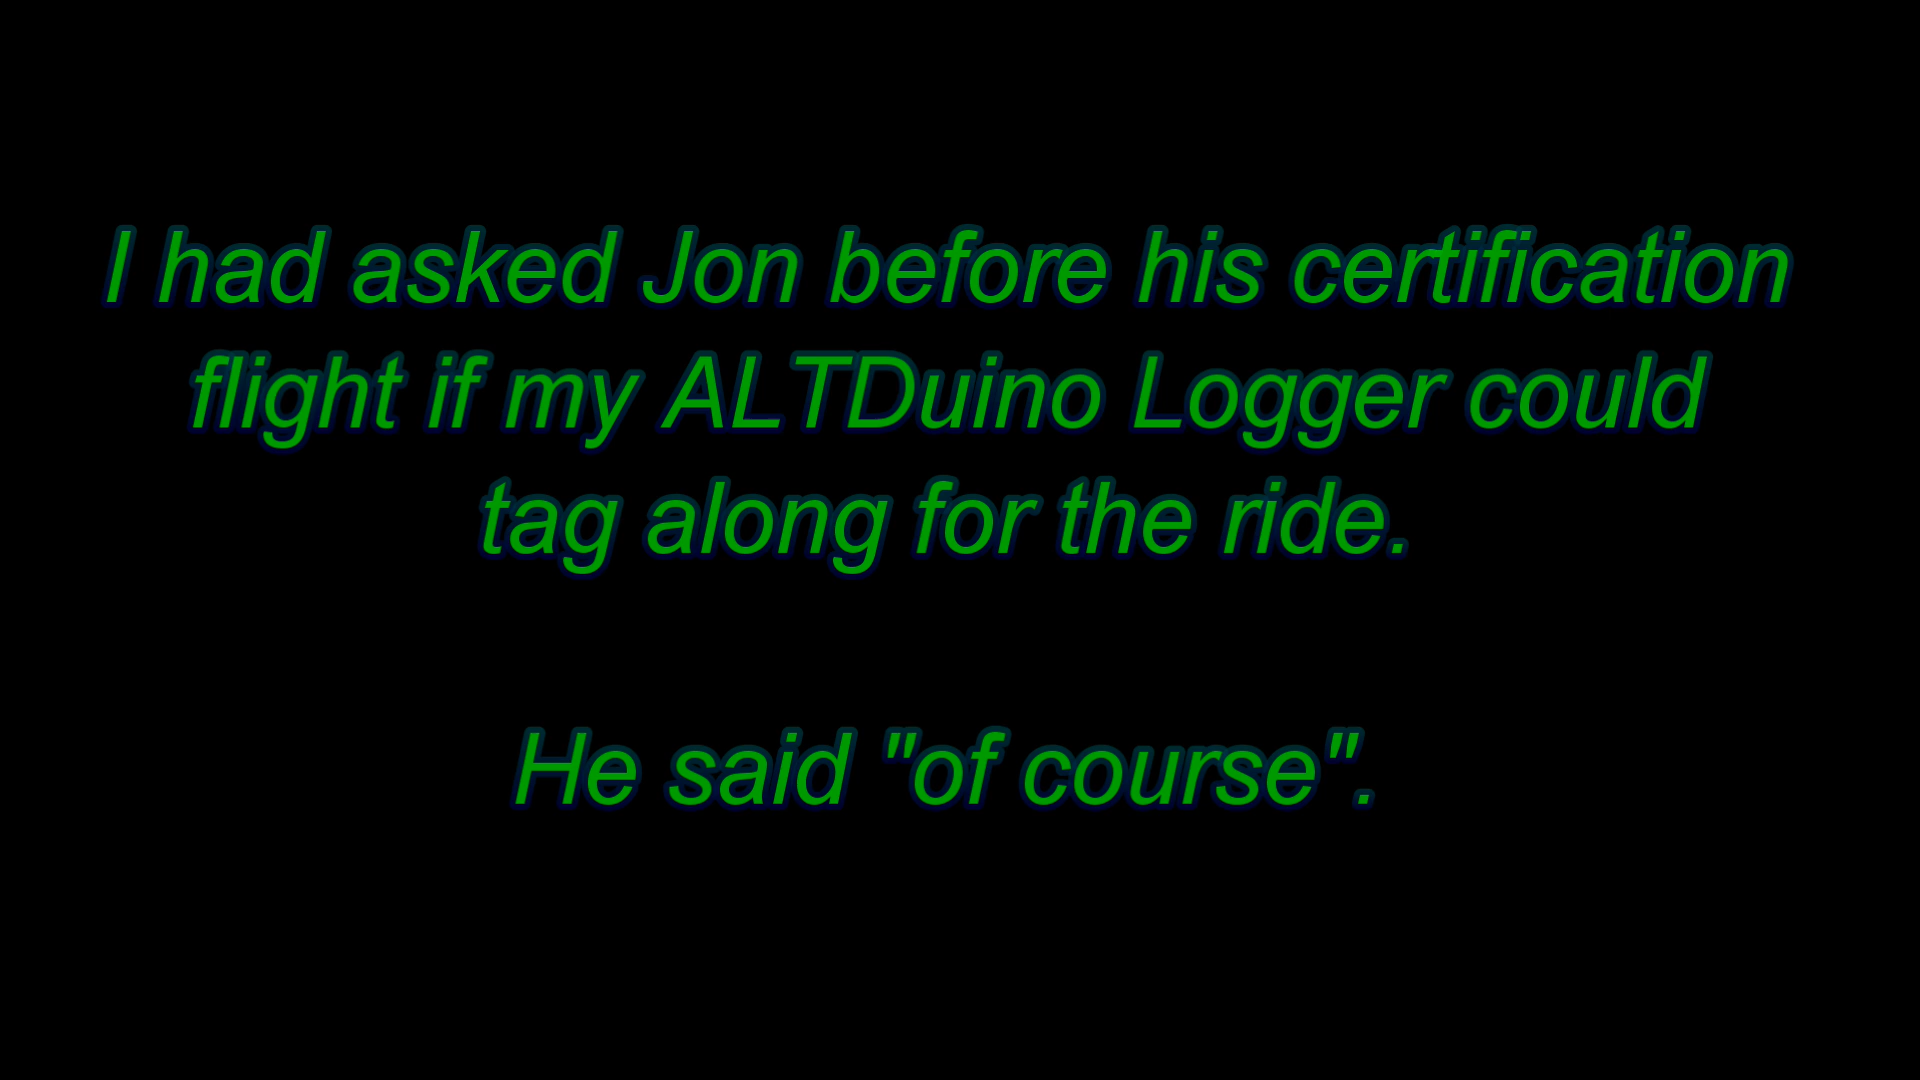 I had asked Jon before his certification
flight if my ALTDuino Logger could
tag along for the ride.
He said "of course".